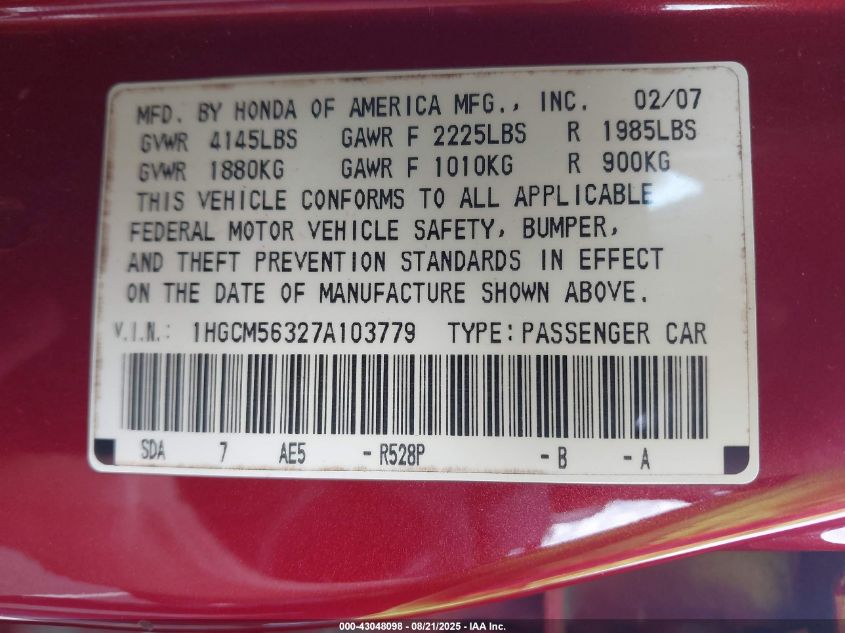 MFD. BY HONDA OF AMERICA MFG., INC. 02/07
GVWR 4145LBS GAWR F 2225LBS R 1985LBS
GVWR 1880KG GAWR F 1010KG R 900KG
THIS VEHICLE CONFORMS TO ALL APPLICABLE
FEDERAL MOTOR VEHICLE SAFETY, BUMPER,
AND THEFT PREVENTION STANDARDS IN EFFECT
ON THE DATE OF MANUFACTURE SHOWN ABOVE.
V.I.N.: 1HGCM56327A103779 TYPE:PASSENGER CAR
SDA 7 AE5 - R528P - B - A
000-43048098 - 08/21/2025 - IAA Inc.